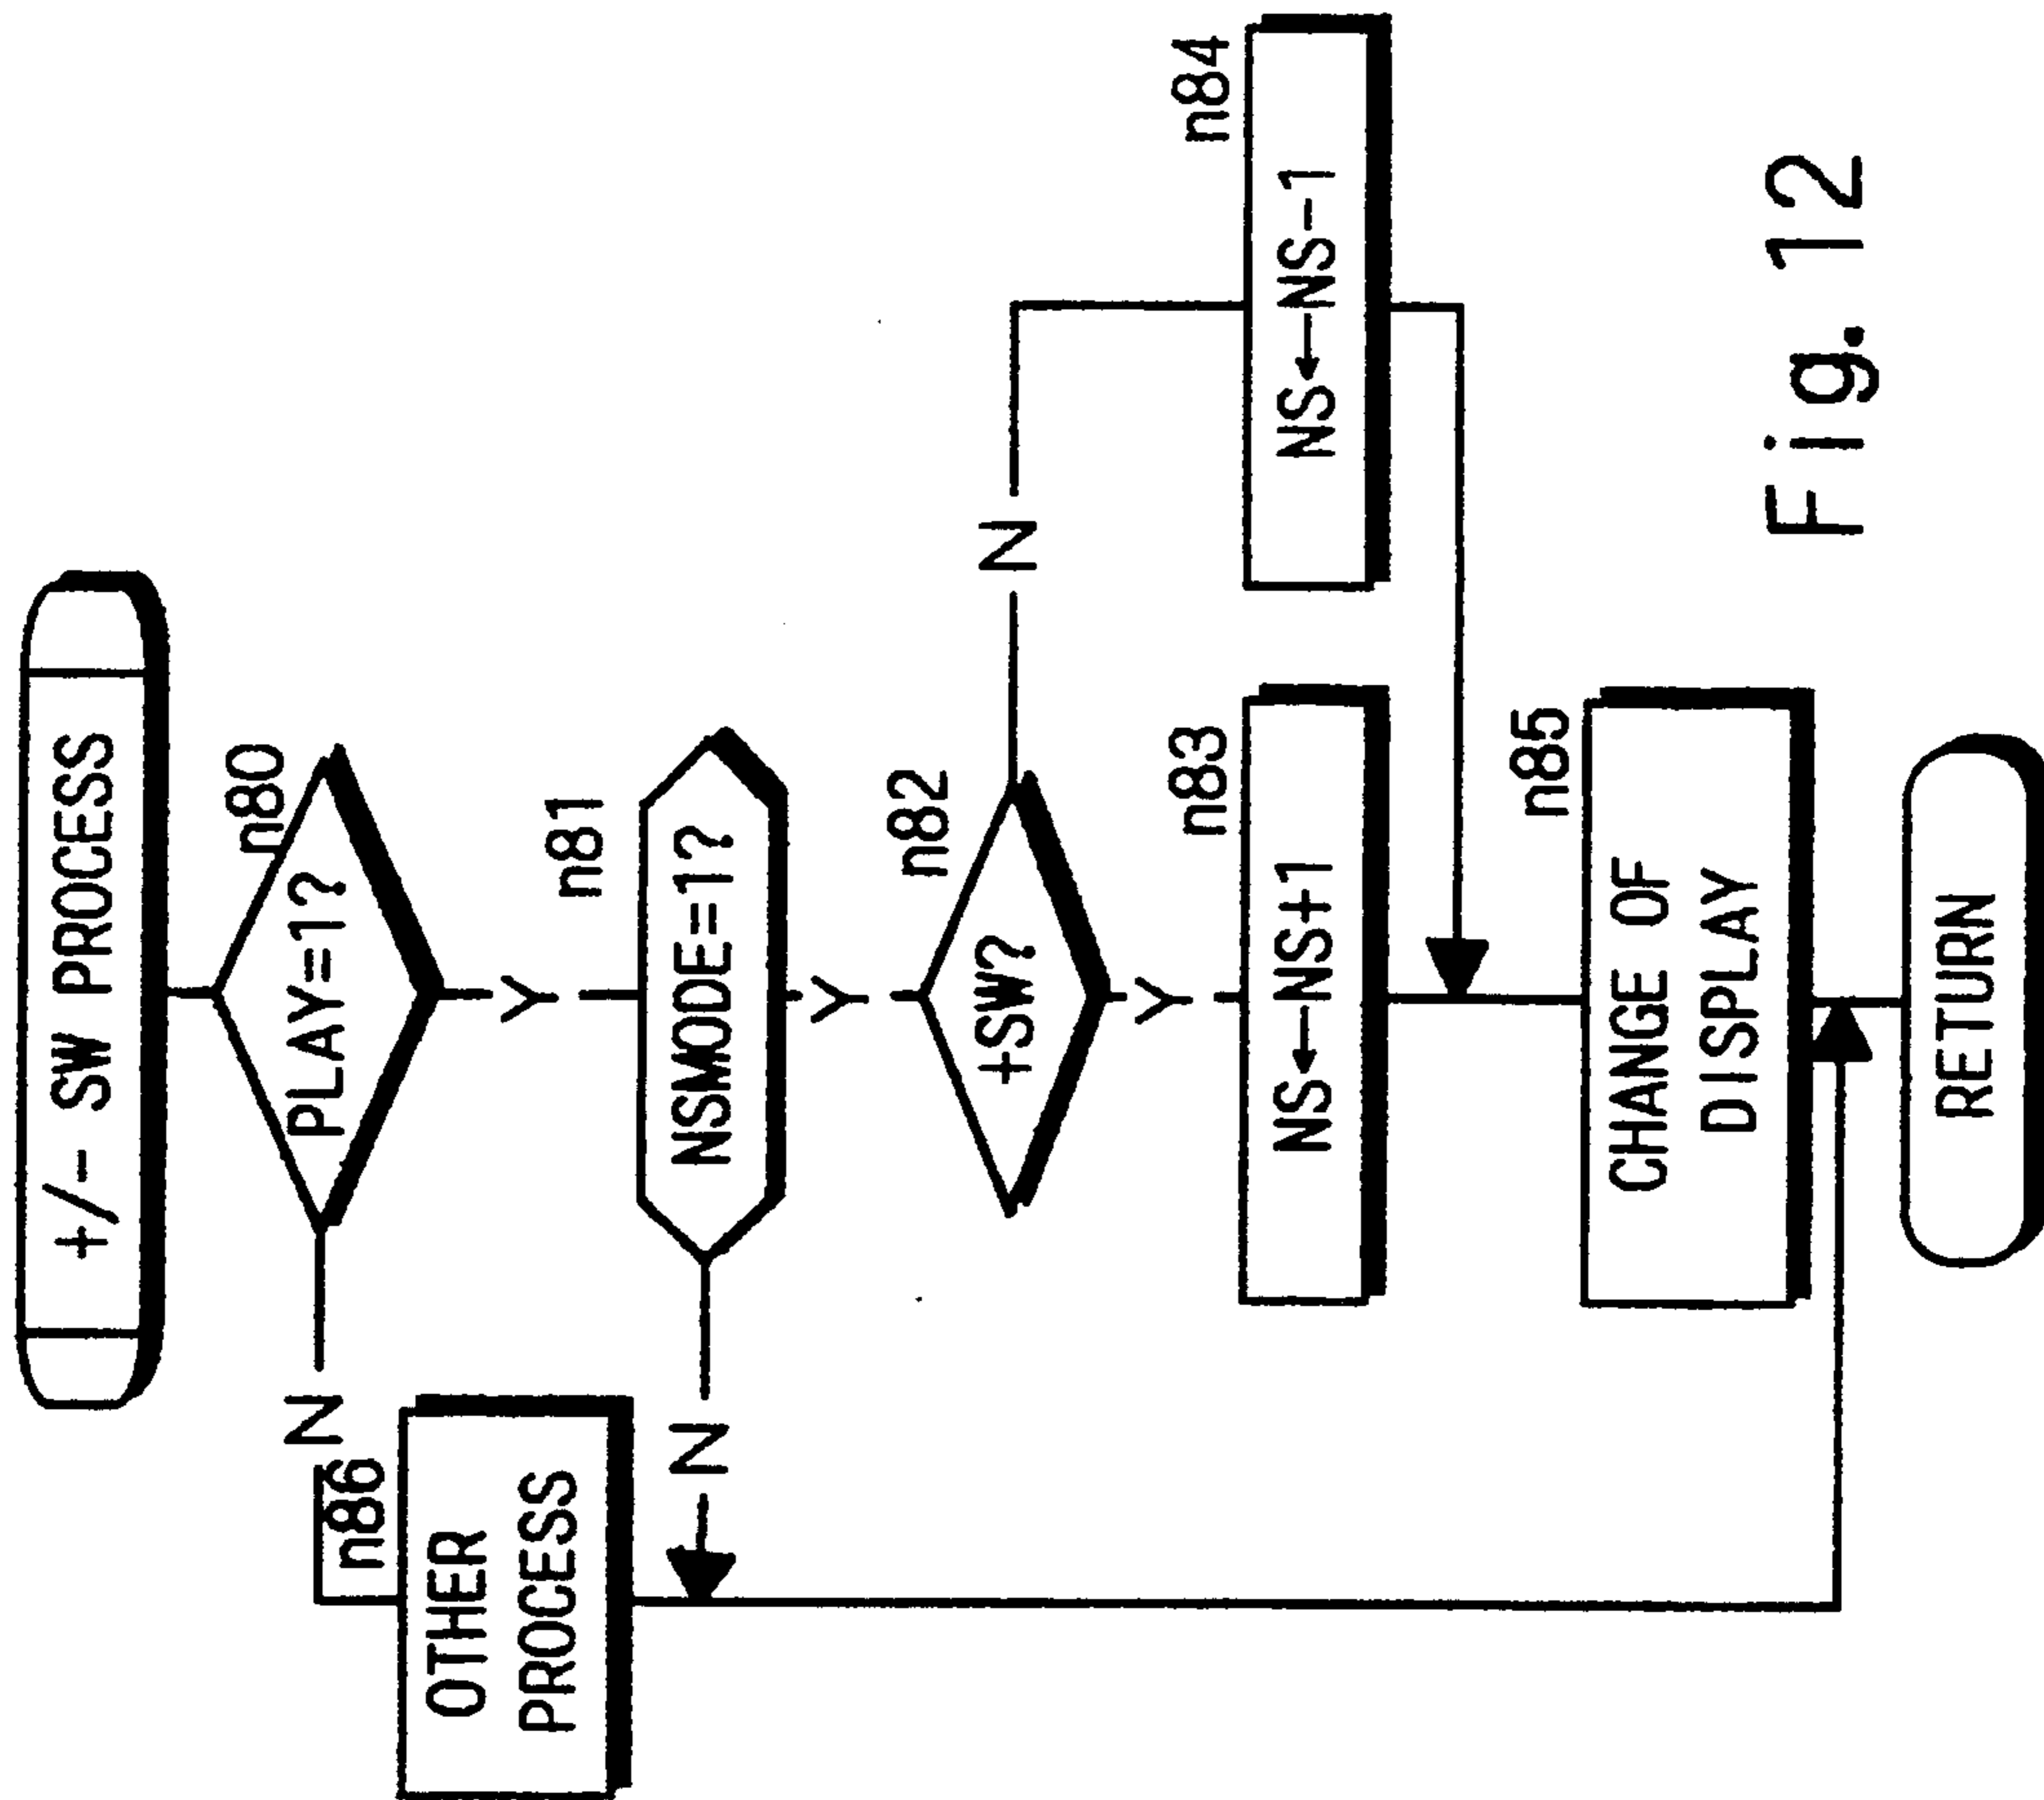 +/- SW PROCESS
n80
PLAV=1?
N
Y
n86
OTHER
PROCESS
n81
NSMODE=1?
N
Y
n82
+SW?
N
Y
n83
NS←NS+1
n84
NS←NS-1
n85
CHANGE OF
DISPLAY
RETURN
Fig. 12